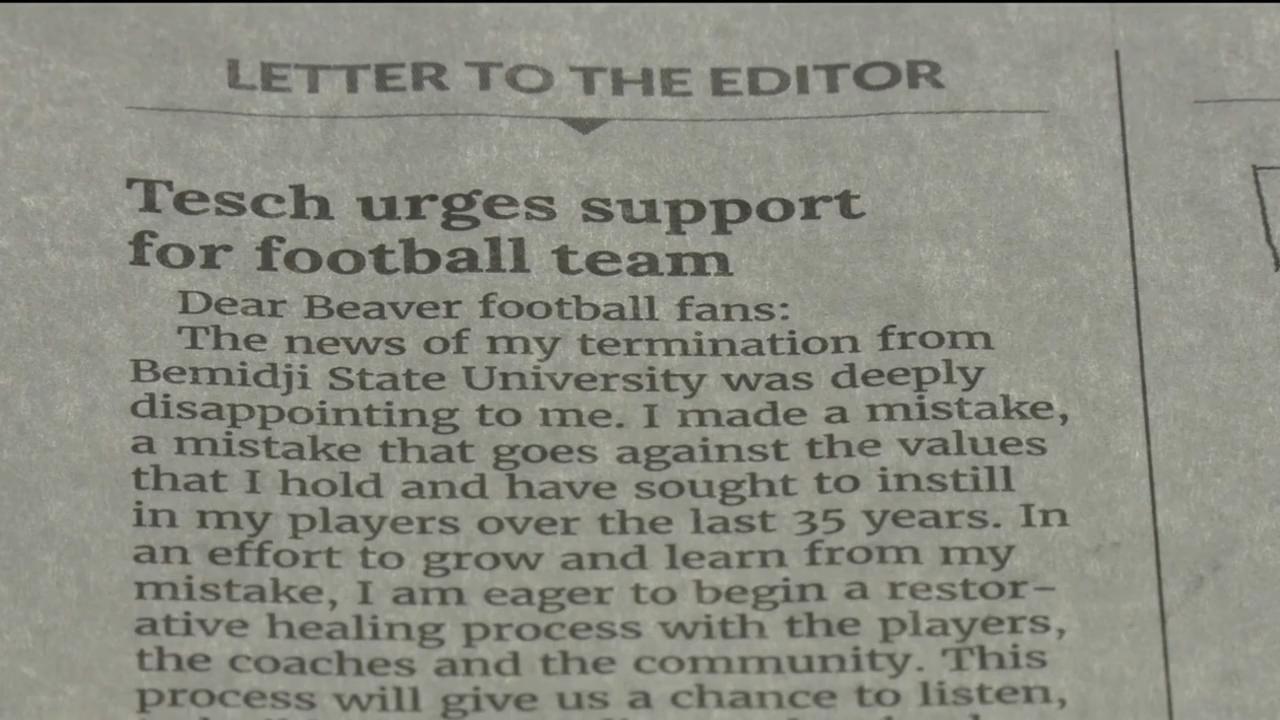 LETTER TO THE EDITOR
Tesch urges support
for football team
Dear Beaver football fans:
The news of my termination from
Bemidji State University was deeply
disappointing to me. I made a mistake,
a mistake that goes against the values
that I hold and have sought to instill
in my players over the last 35 years. In
an effort to grow and learn from my
mistake, I am eager to begin a restor-
ative healing process with the players,
the coaches and the community. This
process will give us a chance to listen,